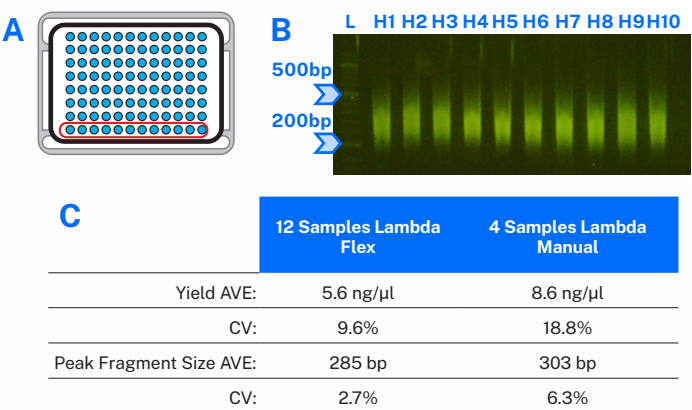 A
B
L H1 H2 H3 H4 H5 H6 H7 H8 H9 H10
500bp
200bp
C
12 Samples Lambda Flex
4 Samples Lambda Manual
Yield AVE: 5.6 ng/µl 8.6 ng/µl
CV: 9.6% 18.8%
Peak Fragment Size AVE: 285 bp 303 bp
CV: 2.7% 6.3%